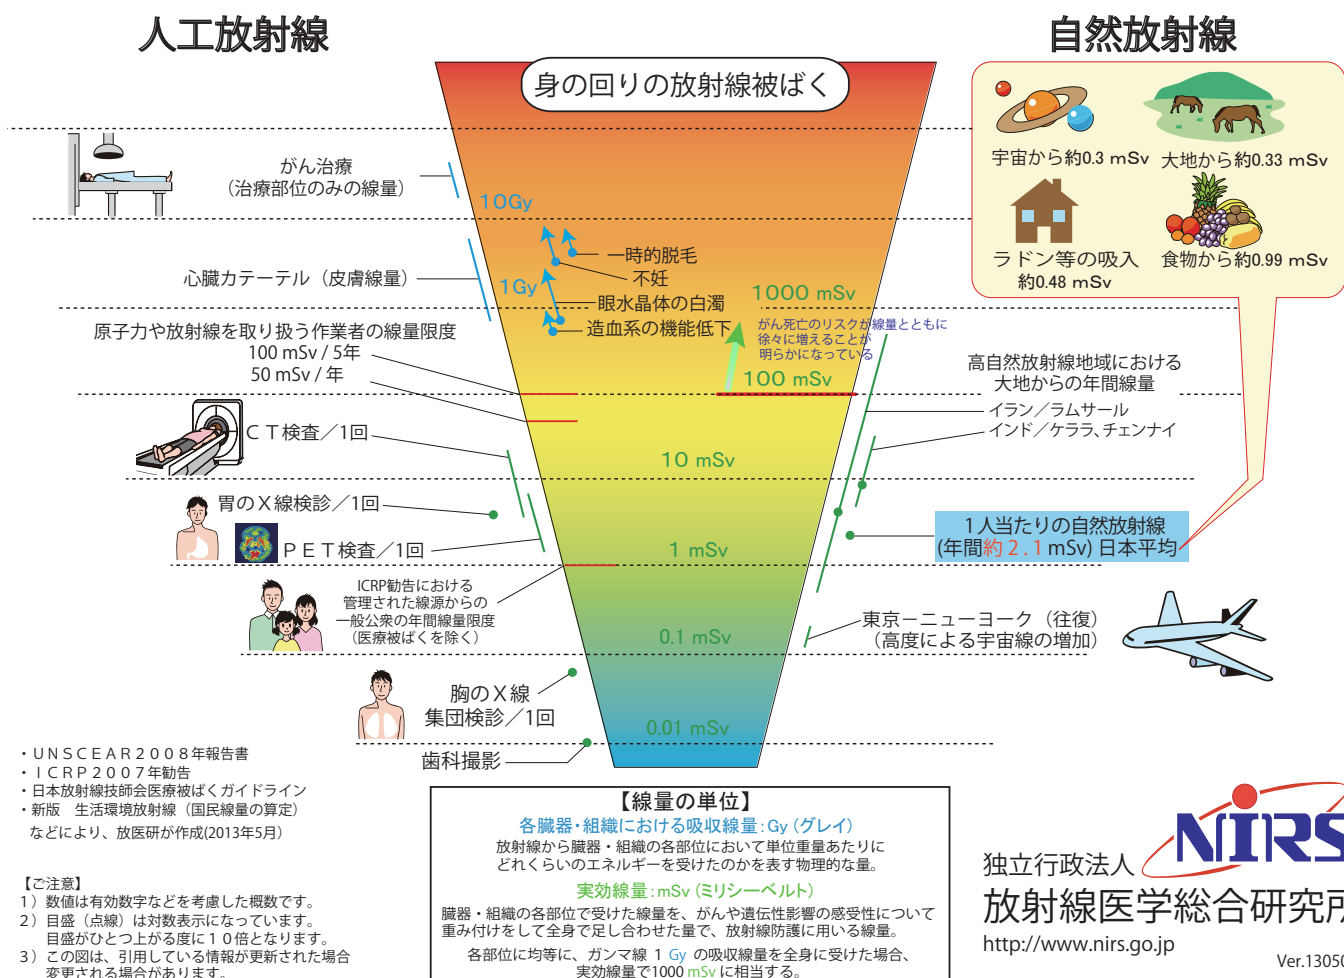 人工放射線
自然放射線
身の回りの放射線被ばく
宇宙から約0.3 mSv
大地から約0.33 mSv
ラドン等の吸入
約0.48 mSv
食物から約0.99 mSv
がん治療
（治療部位のみの線量）
10Gy
心臓カテーテル（皮膚線量）
1Gy
一時的脱毛
不妊
眼水晶体の白濁
造血系の機能低下
1000 mSv
がん死亡のリスクが線量とともに
徐々に増えることが
明らかになっている
100 mSv
原子力や放射線を取り扱う作業者の線量限度
100 mSv / 5年
50 mSv / 年
高自然放射線地域における
大地からの年間線量
イラン／ラムサール
インド／ケララ、チェンナイ
ＣＴ検査／1回
10 mSv
胃のＸ線検診／1回
ＰＥＴ検査／1回
1 mSv
1人当たりの自然放射線
(年間約2.1mSv) 日本平均
ICRP勧告における
管理された線源からの
一般公衆の年間線量限度
（医療被ばくを除く）
0.1 mSv
東京－ニューヨーク（往復）
（高度による宇宙線の増加）
胸のＸ線
集団検診／1回
0.01 mSv
歯科撮影
・ＵＮＳＣＥＡＲ２００８年報告書
・ＩＣＲＰ２００７年勧告
・日本放射線技師会医療被ばくガイドライン
・新版　生活環境放射線（国民線量の算定）
などにより、放医研が作成(2013年5月）
【ご注意】
1）数値は有効数字などを考慮した概数です。
2）目盛（点線）は対数表示になっています。
目盛がひとつ上がる度に１０倍となります。
3）この図は、引用している情報が更新された場合
変更される場合があります。
【線量の単位】
各臓器・組織における吸収線量：Gy（グレイ）
放射線から臓器・組織の各部位において単位重量あたりに
どれくらいのエネルギーを受けたのかを表す物理的な量。
実効線量：mSv（ミリシーベルト）
臓器・組織の各部位で受けた線量を、がんや遺伝性影響の感受性について
重み付けをして全身で足し合わせた量で、放射線防護に用いる線量。
各部位に均等に、ガンマ線 1 Gy の吸収線量を全身に受けた場合、
実効線量で1000 mSv に相当する。
NIRS
独立行政法人
放射線医学総合研究所
http://www.nirs.go.jp
Ver.13050